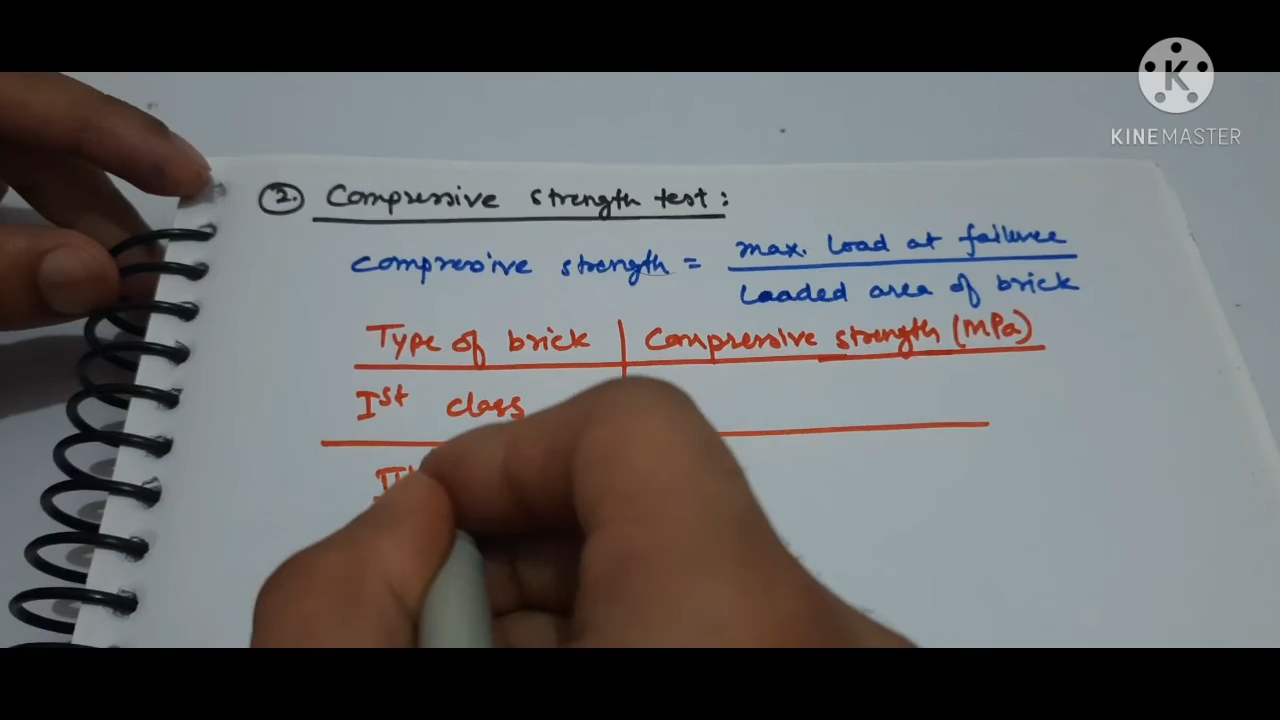 K
KINEMASTER
2. Compressive strength test:
compressive strength = max. load at failure / Loaded area of brick
Type of brick | Compressive strength (MPa)
Ist class